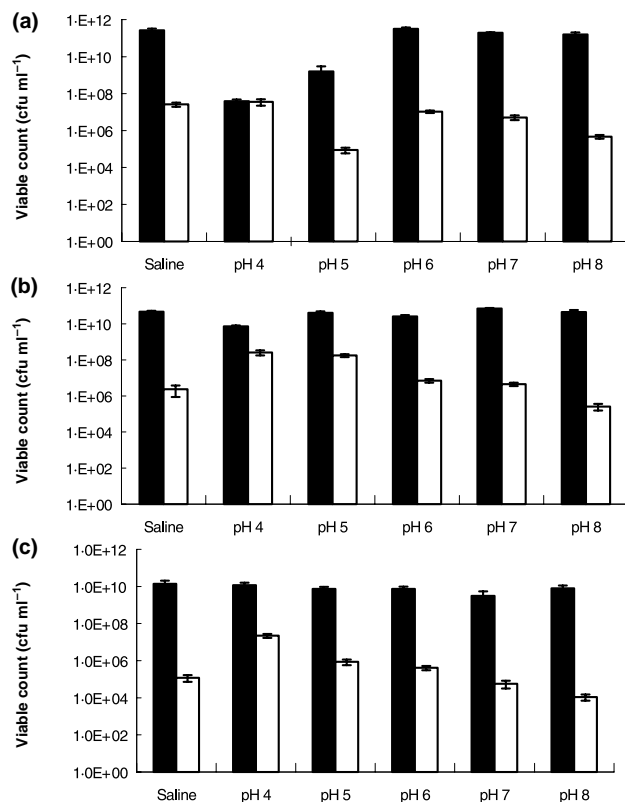 (a)
Viable count (cfu ml⁻¹)
1·E+12
1·E+10
1·E+08
1·E+06
1·E+04
1·E+02
1·E+00
Saline pH 4 pH 5 pH 6 pH 7 pH 8
(b)
Viable count (cfu ml⁻¹)
1·E+12
1·E+10
1·E+08
1·E+06
1·E+04
1·E+02
1·E+00
Saline pH 4 pH 5 pH 6 pH 7 pH 8
(c)
Viable count (cfu ml⁻¹)
1·0E+12
1·0E+10
1·0E+08
1·0E+06
1·0E+04
1·0E+02
1·0E+00
Saline pH 4 pH 5 pH 6 pH 7 pH 8